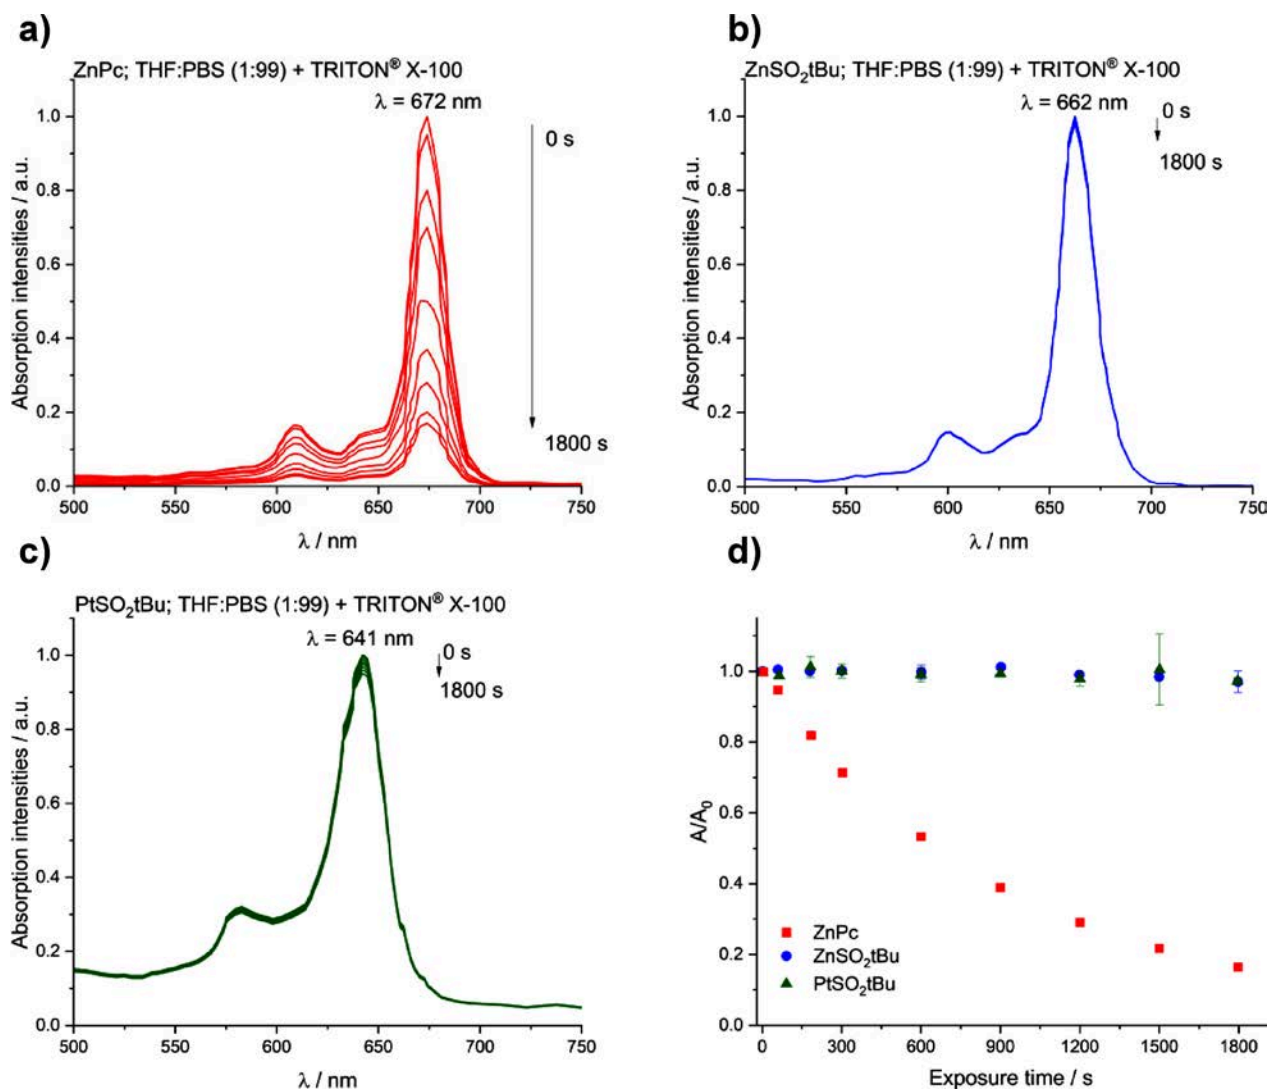 a)
ZnPc; THF:PBS (1:99) + TRITON® X-100
λ = 672 nm
0 s
1800 s
Absorption intensities / a.u.
1.0
0.8
0.6
0.4
0.2
0.0
500 550 600 650 700 750
λ / nm
b)
ZnSO₂tBu; THF:PBS (1:99) + TRITON® X-100
λ = 662 nm
0 s
1800 s
Absorption intensities / a.u.
1.0
0.8
0.6
0.4
0.2
0.0
500 550 600 650 700 750
λ / nm
c)
PtSO₂tBu; THF:PBS (1:99) + TRITON® X-100
λ = 641 nm
0 s
1800 s
Absorption intensities / a.u.
1.0
0.8
0.6
0.4
0.2
0.0
500 550 600 650 700 750
λ / nm
d)
A/A₀
1.0
0.8
0.6
0.4
0.2
0.0
ZnPc
ZnSO₂tBu
PtSO₂tBu
0 300 600 900 1200 1500 1800
Exposure time / s